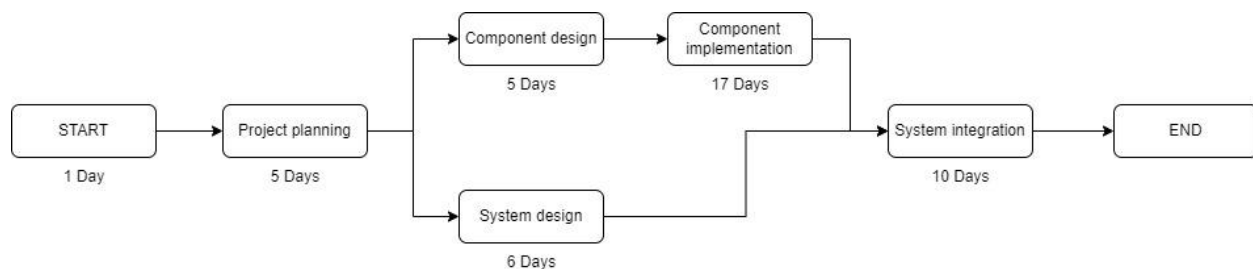 START
1 Day
Project planning
5 Days
Component design
5 Days
Component
implementation
17 Days
System design
6 Days
System integration
10 Days
END